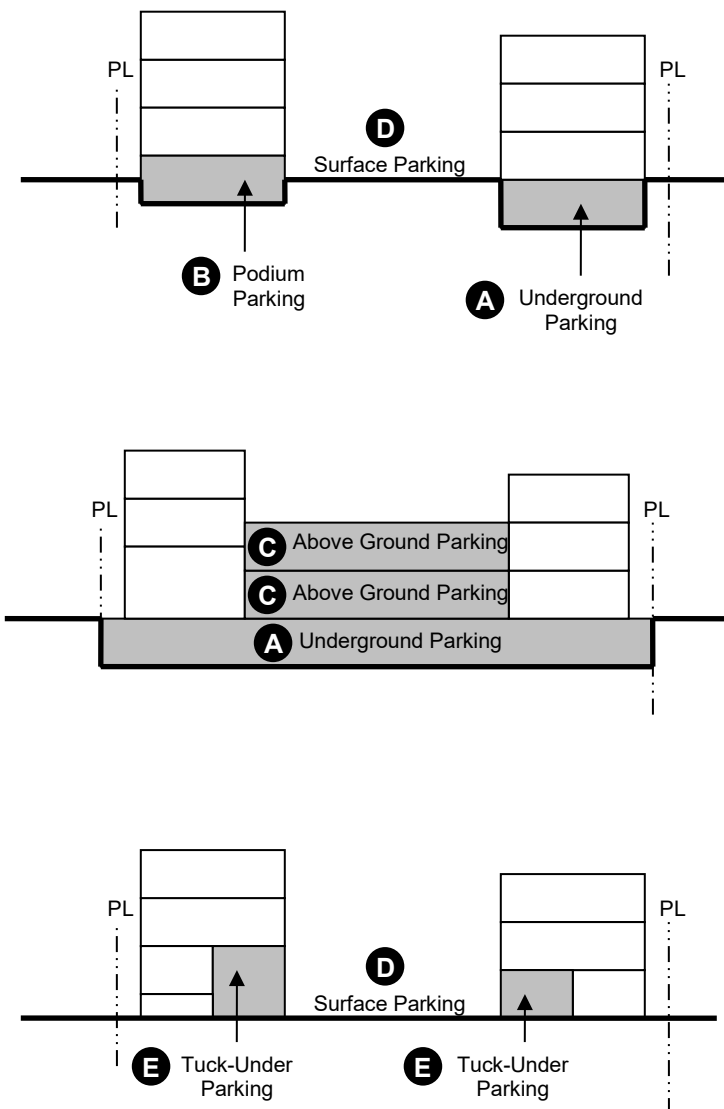 PL
PL
D
Surface Parking
B Podium
Parking
A Underground
Parking
PL
PL
C Above Ground Parking
C Above Ground Parking
A Underground Parking
PL
PL
D
Surface Parking
E Tuck-Under
Parking
E Tuck-Under
Parking